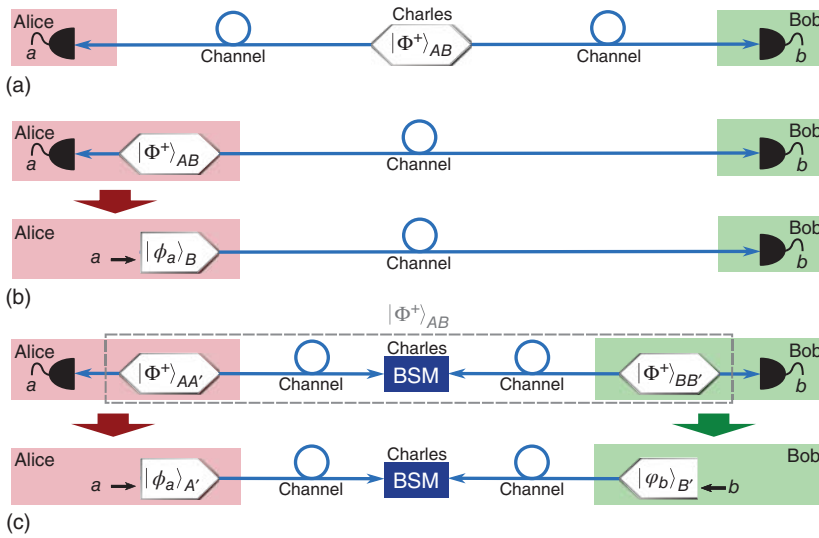 Alice Charles Bob
a |Φ⁺⟩AB b
Channel Channel
(a)
Alice Bob
a |Φ⁺⟩AB b
Channel
Alice Bob
a |ϕa⟩B b
Channel
(b)
|Φ⁺⟩AB
Alice Charles Bob
a |Φ⁺⟩AA′ BSM |Φ⁺⟩BB′ b
Channel Channel
Alice Charles Bob
a |ϕa⟩A′ BSM |φb⟩B′ b
Channel Channel
(c)